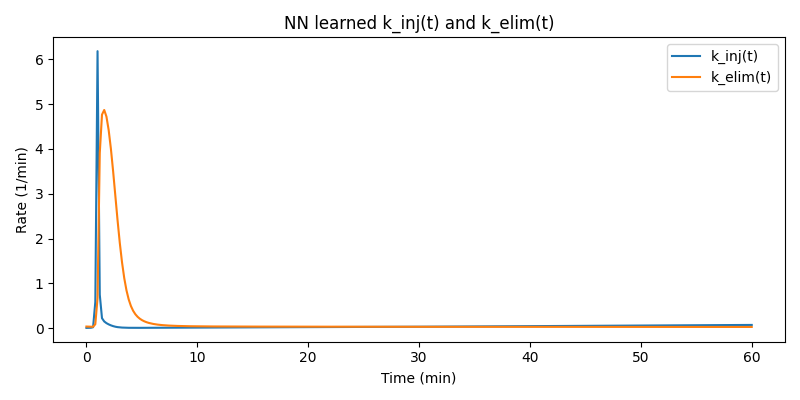 NN learned k_inj(t) and k_elim(t)
k_inj(t)
k_elim(t)
Rate (1/min)
6
5
4
3
2
1
0
0 10 20 30 40 50 60
Time (min)